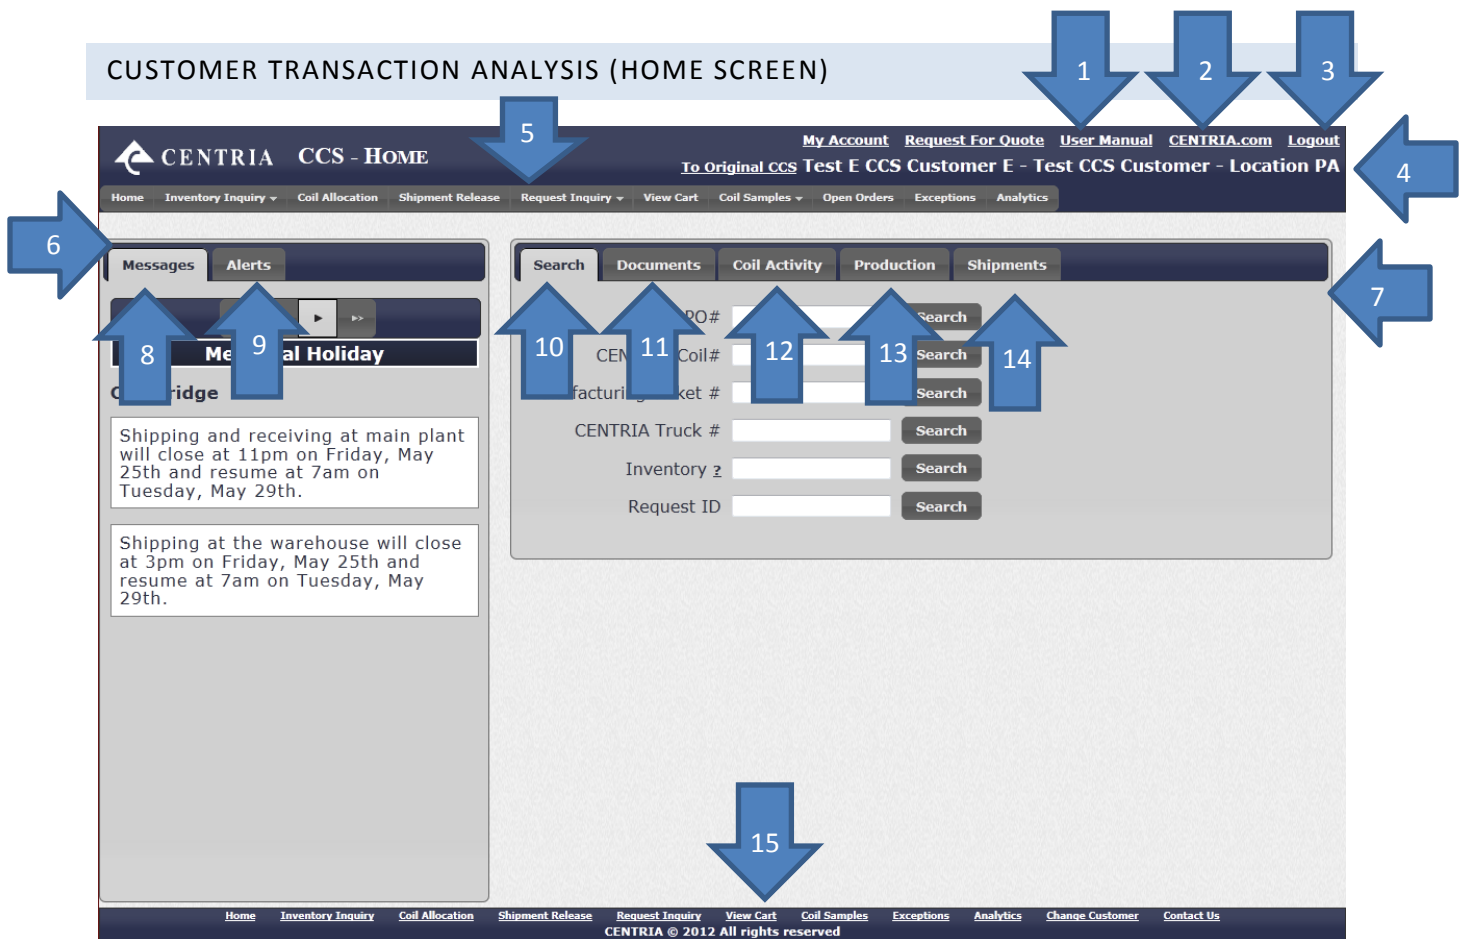 CUSTOMER TRANSACTION ANALYSIS (HOME SCREEN)
1
2
3
5
My Account Request For Quote User Manual CENTRIA.com Logout
CENTRIA CCS - HOME
To Original CCS Test E CCS Customer E - Test CCS Customer - Location PA
4
Home Inventory Inquiry Coil Allocation Shipment Release Request Inquiry View Cart Coil Samples Open Orders Exceptions Analytics
6
Messages Alerts
Search Documents Coil Activity Production Shipments
7
8
9
10
11
12
13
14
PO# Search
Holiday
Coil# Search
# Search
CENTRIA Truck # Search
Inventory ? Search
Request ID Search
Shipping and receiving at main plant
will close at 11pm on Friday, May
25th and resume at 7am on
Tuesday, May 29th.
Shipping at the warehouse will close
at 3pm on Friday, May 25th and
resume at 7am on Tuesday, May
29th.
15
Home Inventory Inquiry Coil Allocation Shipment Release Request Inquiry View Cart Coil Samples Exceptions Analytics Change Customer Contact Us
CENTRIA © 2012 All rights reserved